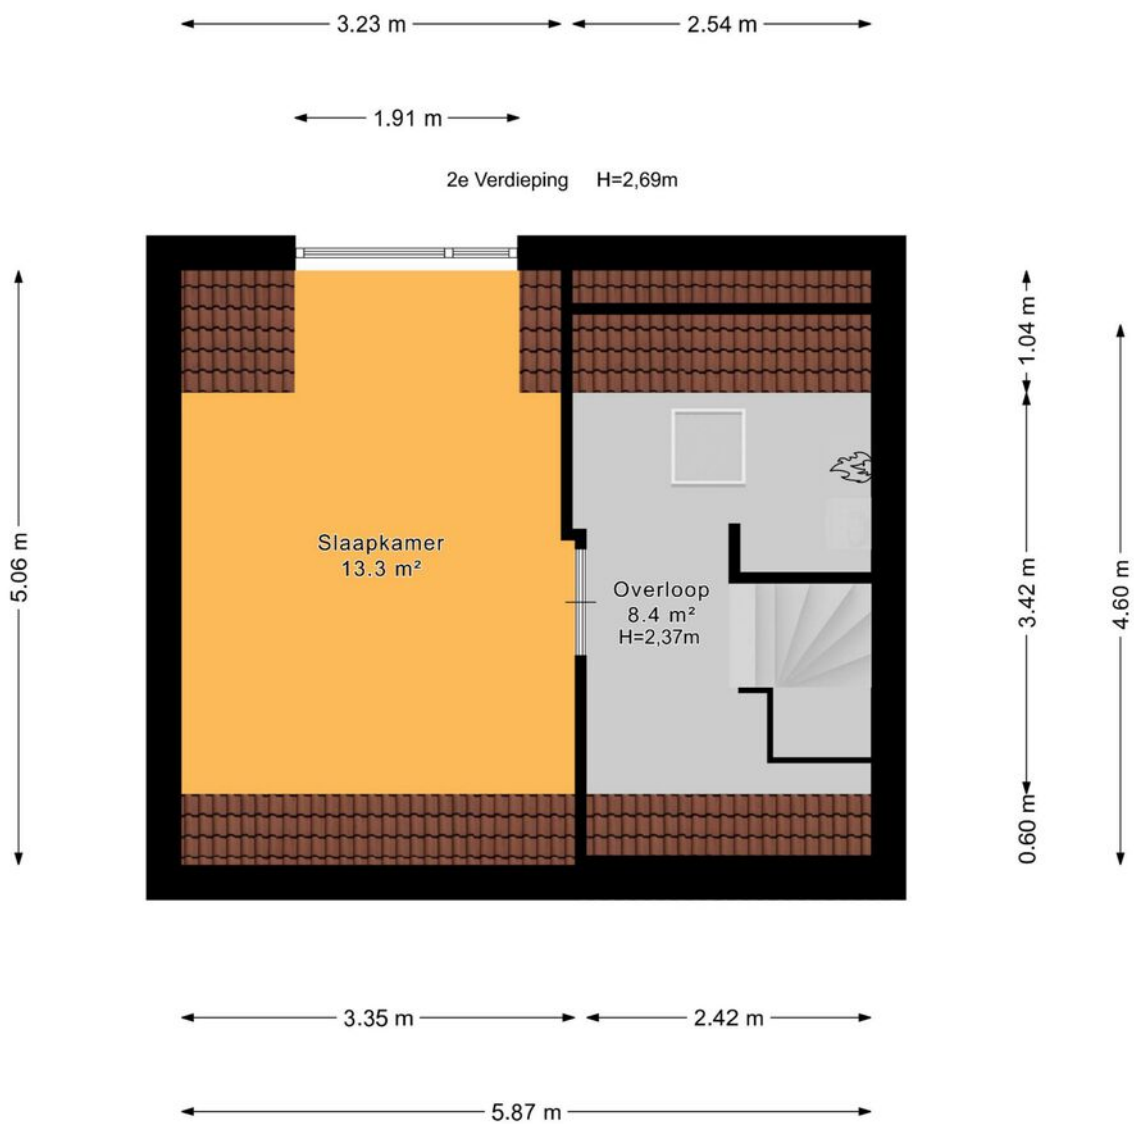 3.23 m
2.54 m
1.91 m
2e Verdieping H=2,69m
1.04 m
5.06 m
Slaapkamer
13.3 m²
Overloop
8.4 m²
H=2,37m
3.42 m
4.60 m
0.60 m
3.35 m
2.42 m
5.87 m